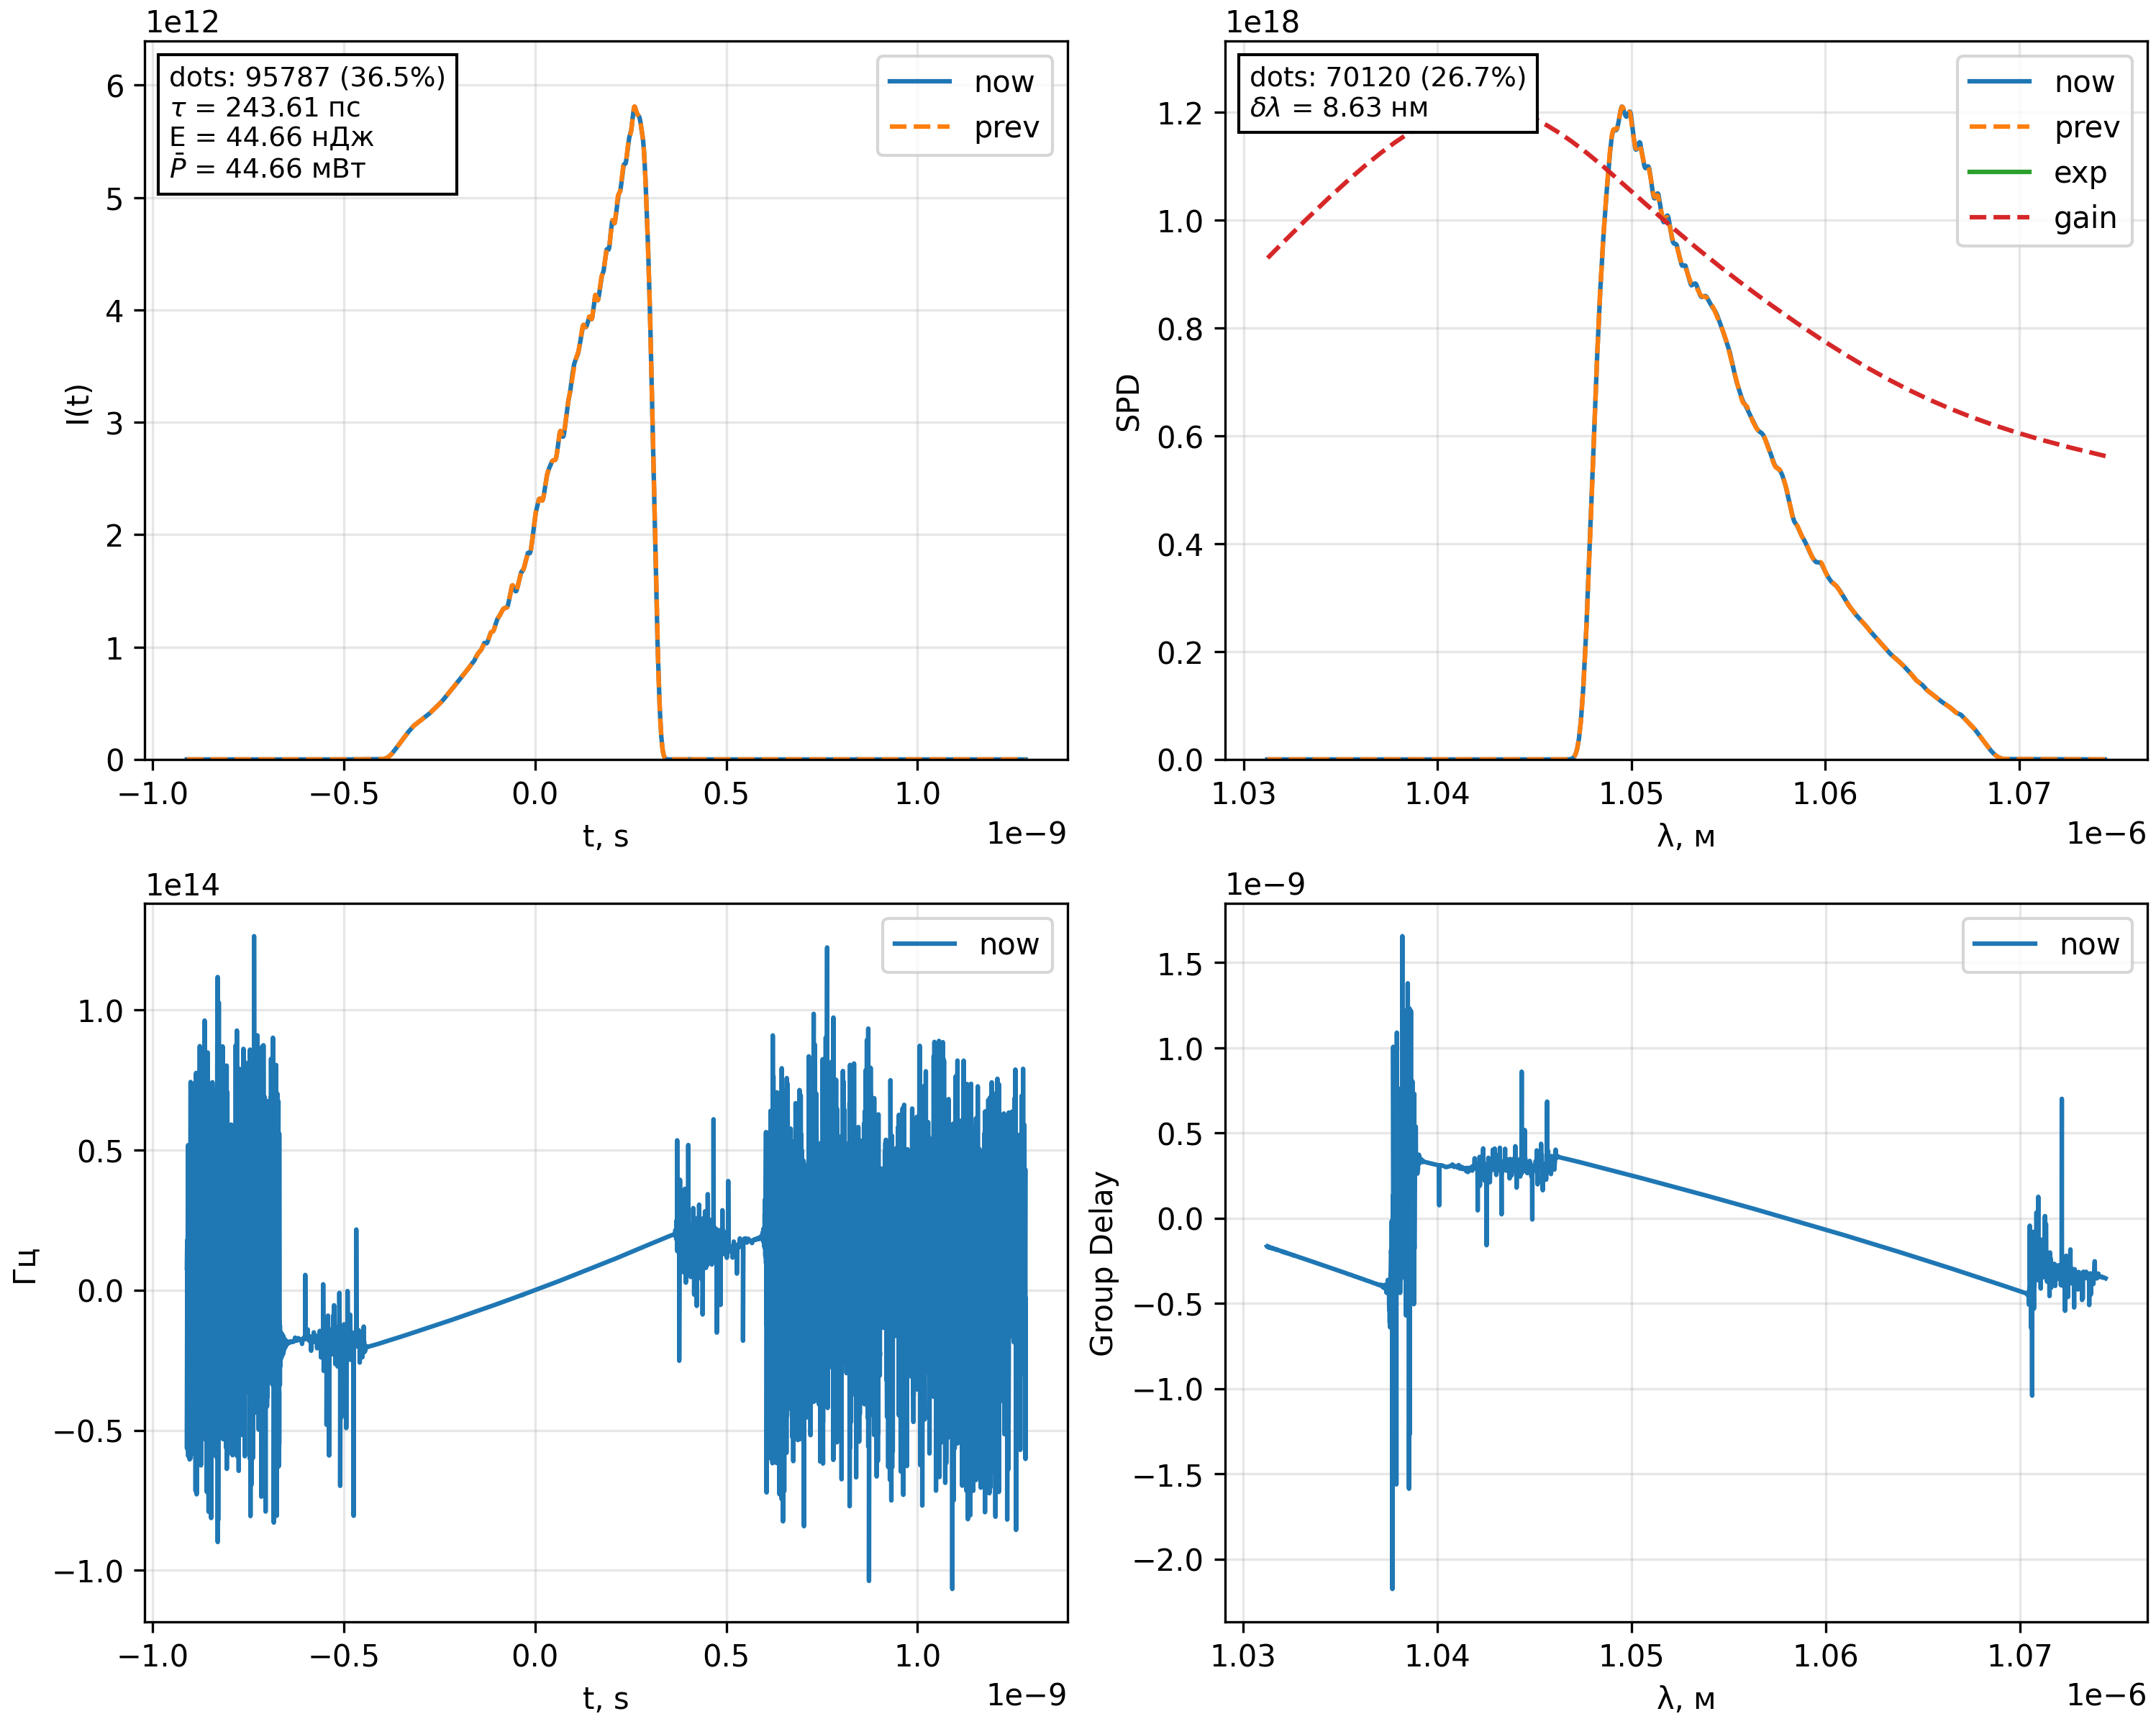 1e12
dots: 95787 (36.5%)
τ = 243.61 пс
E = 44.66 нДж
P̄ = 44.66 мВт
now
prev
6
5
4
3
2
1
0
I(t)
−1.0 −0.5 0.0 0.5 1.0
t, s
1e−9
1e18
dots: 70120 (26.7%)
δλ = 8.63 нм
now
prev
exp
gain
1.2
1.0
0.8
0.6
0.4
0.2
0.0
SPD
1.03 1.04 1.05 1.06 1.07
λ, м
1e−6
1e14
now
1.0
0.5
0.0
−0.5
−1.0
Гц
−1.0 −0.5 0.0 0.5 1.0
t, s
1e−9
1e−9
now
1.5
1.0
0.5
0.0
−0.5
−1.0
−1.5
−2.0
Group Delay
1.03 1.04 1.05 1.06 1.07
λ, м
1e−6